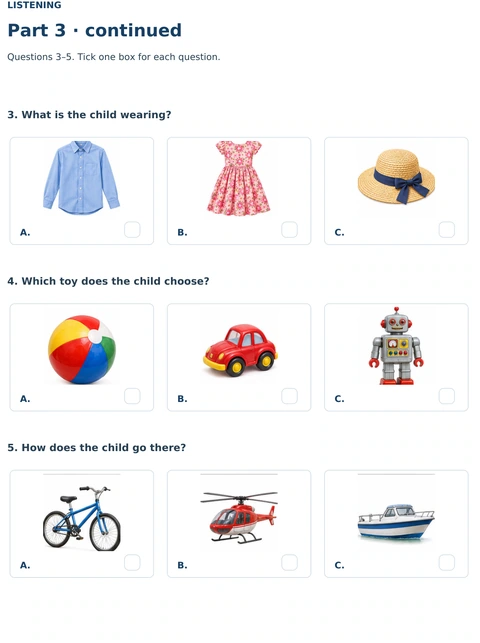 LISTENING
Part 3 · continued
Questions 3–5. Tick one box for each question.
3. What is the child wearing?
A.
B.
C.
4. Which toy does the child choose?
A.
B.
C.
5. How does the child go there?
A.
B.
C.